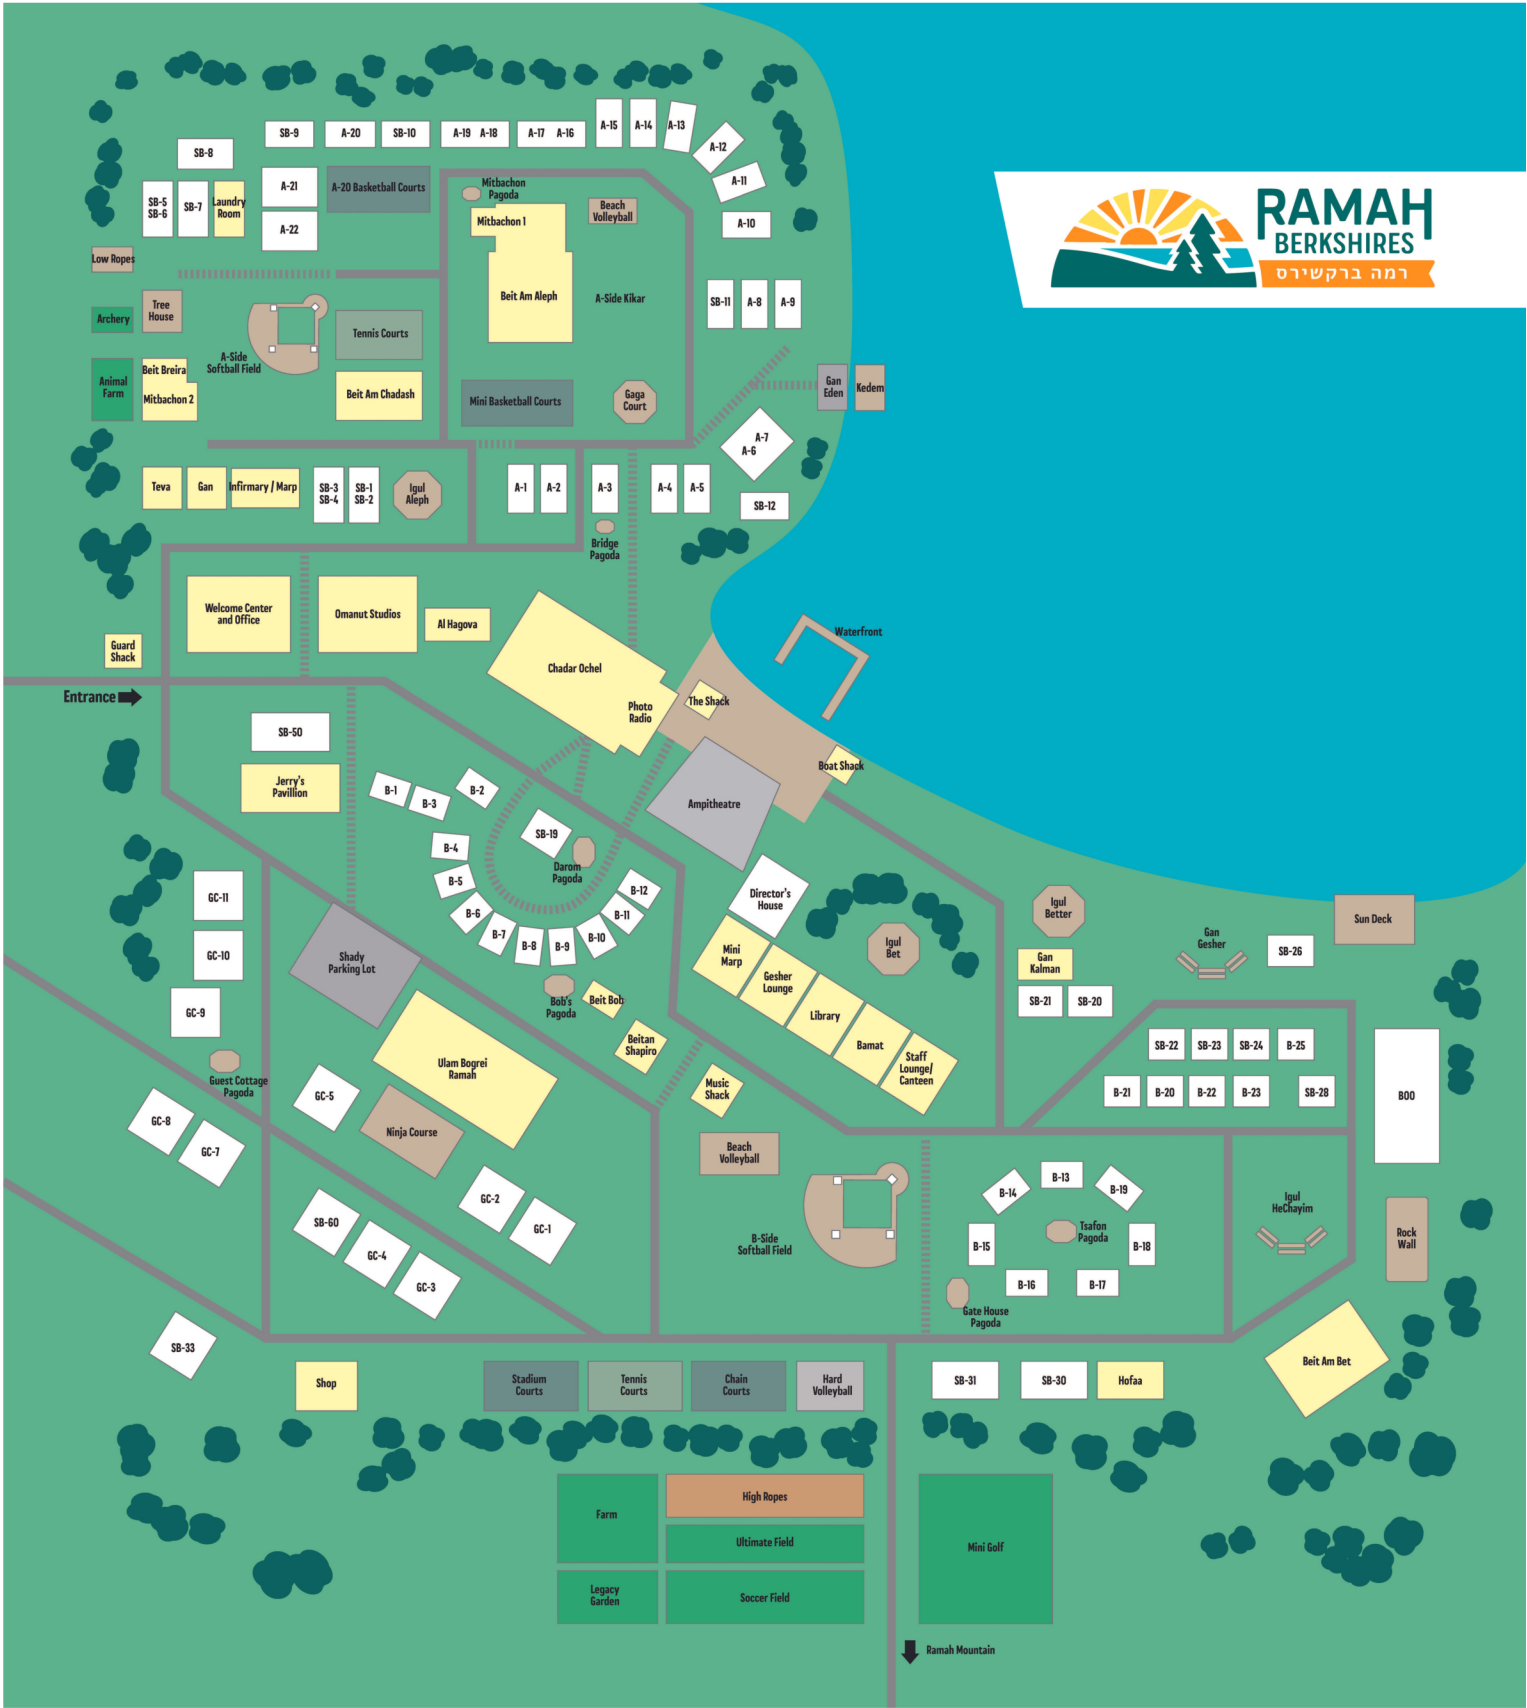 SB-9
A-20
SB-10
A-19 A-18
A-17 A-16
A-15
A-14
A-13
A-12
A-11
A-10
SB-8
SB-5
SB-6
SB-7
Laundry
Room
A-21
A-22
A-20 Basketball Courts
Mitbachon
Pagoda
Mitbachon 1
Beach
Volleyball
Beit Am Aleph
A-Side Kikar
RAMAH
BERKSHIRES
רמה ברקשירס
Low Ropes
Archery
Tree
House
A-Side
Softball Field
Tennis Courts
SB-11
A-8
A-9
Animal
Farm
Beit Breira
Mitbachon 2
Beit Am Chadash
Mini Basketball Courts
Gaga
Court
Gan
Eden
Kedem
A-7
A-6
Teva
Gan
Infirmary / Marp
SB-3
SB-4
SB-1
SB-2
Igul
Aleph
A-1
A-2
A-3
A-4
A-5
SB-12
Bridge
Pagoda
Welcome Center
and Office
Omanut Studios
Al Hagova
Guard
Shack
Chadar Ochel
Photo
Radio
The Shack
Waterfront
Entrance
SB-50
Jerry's
Pavillion
Boat Shack
Ampitheatre
B-1
B-3
B-2
B-4
B-5
B-6
B-7
B-8
B-9
B-10
B-11
B-12
SB-19
Darom
Pagoda
Director's
House
GC-11
GC-10
GC-9
Shady
Parking Lot
Bob's
Pagoda
Beit Bob
Beitan
Shapiro
Mini
Marp
Gesher
Lounge
Library
Bamat
Staff
Lounge/
Canteen
Igul
Bet
Igul
Better
Gan
Kalman
SB-21
SB-20
Gan
Gesher
SB-26
Sun Deck
SB-22
SB-23
SB-24
B-25
B-21
B-20
B-22
B-23
SB-28
BOO
Guest Cottage
Pagoda
GC-8
GC-7
GC-5
Ulam Bogrei
Ramah
Ninja Course
Music
Shack
Beach
Volleyball
GC-2
GC-1
SB-60
GC-4
GC-3
B-Side
Softball Field
B-14
B-13
B-19
B-15
Tsafon
Pagoda
B-18
B-16
B-17
Gate House
Pagoda
Igul
HeChayim
Rock
Wall
SB-33
Shop
Stadium
Courts
Tennis
Courts
Chain
Courts
Hard
Volleyball
SB-31
SB-30
Hofaa
Beit Am Bet
Farm
High Ropes
Ultimate Field
Legacy
Garden
Soccer Field
Mini Golf
Ramah Mountain